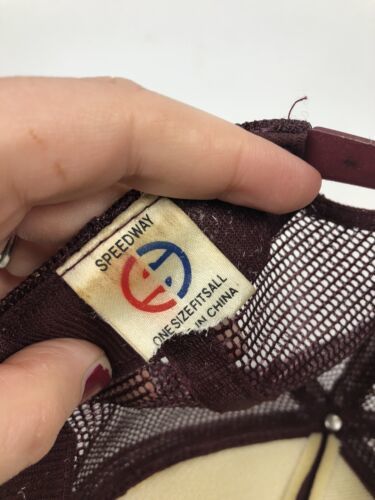 SPEEDWAY
ONE SIZE FITS ALL
IN CHINA